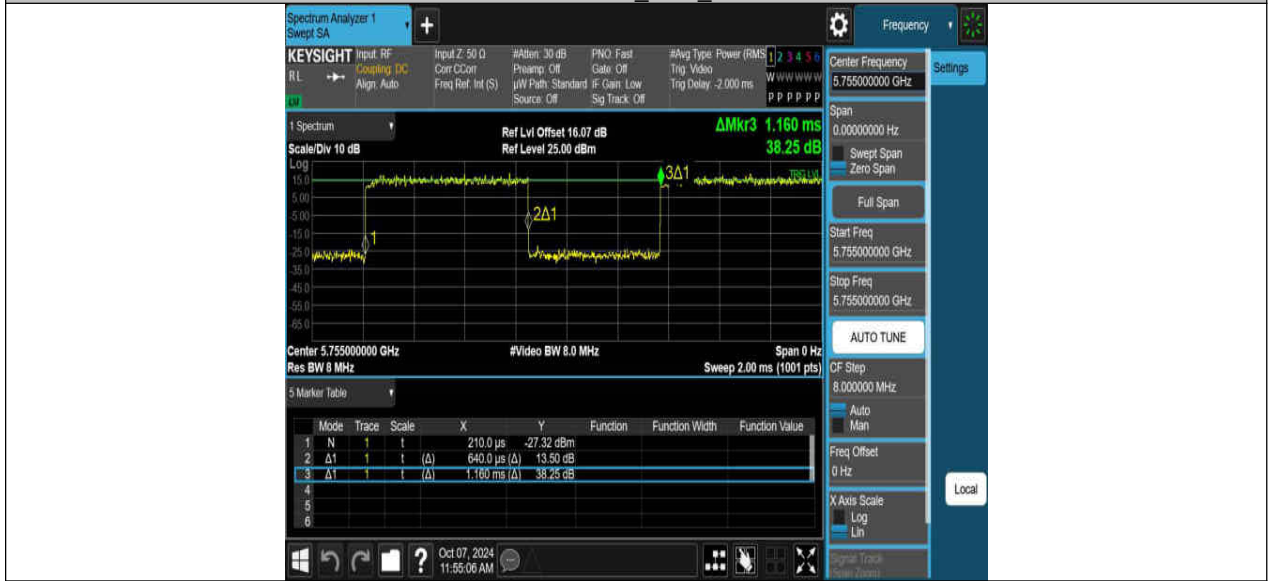 Spectrum Analyzer 1
Swept SA
+
Frequency
KEYSIGHT
RL
Input: RF
Coupling: DC
Align: Auto
Input Z: 50 Ω
Corr CCorr
Freq Ref: Int (S)
#Atten: 30 dB
Preamp: Off
µW Path: Standard
Source: Off
PNO: Fast
Gate: Off
IF Gain: Low
Sig Track: Off
#Avg Type: Power (RMS
Trig: Video
Trig Delay: -2.000 ms
1 2 3 4 5 6
W W W W W W
P P P P P P
Center Frequency
5.755000000 GHz
Settings
Span
0.00000000 Hz
Swept Span
Zero Span
Full Span
Start Freq
5.755000000 GHz
Stop Freq
5.755000000 GHz
AUTO TUNE
CF Step
8.000000 MHz
Auto
Man
Freq Offset
0 Hz
X Axis Scale
Log
Lin
Signal Track
(Span Zoom)
Local
1 Spectrum
Scale/Div 10 dB
Ref Lvl Offset 16.07 dB
Ref Level 25.00 dBm
ΔMkr3 1.160 ms
38.25 dB
Log
15.0
5.00
-5.00
-15.0
-25.0
-35.0
-45.0
-55.0
-65.0
1
2Δ1
3Δ1
TRIG LVL
Center 5.755000000 GHz
Res BW 8 MHz
#Video BW 8.0 MHz
Span 0 Hz
Sweep 2.00 ms (1001 pts)
5 Marker Table
Mode Trace Scale X Y Function Function Width Function Value
1 N 1 t 210.0 µs -27.32 dBm
2 Δ1 1 t (Δ) 640.0 µs (Δ) 13.50 dB
3 Δ1 1 t (Δ) 1.160 ms (Δ) 38.25 dB
4
5
6
?
Oct 07, 2024
11:55:06 AM